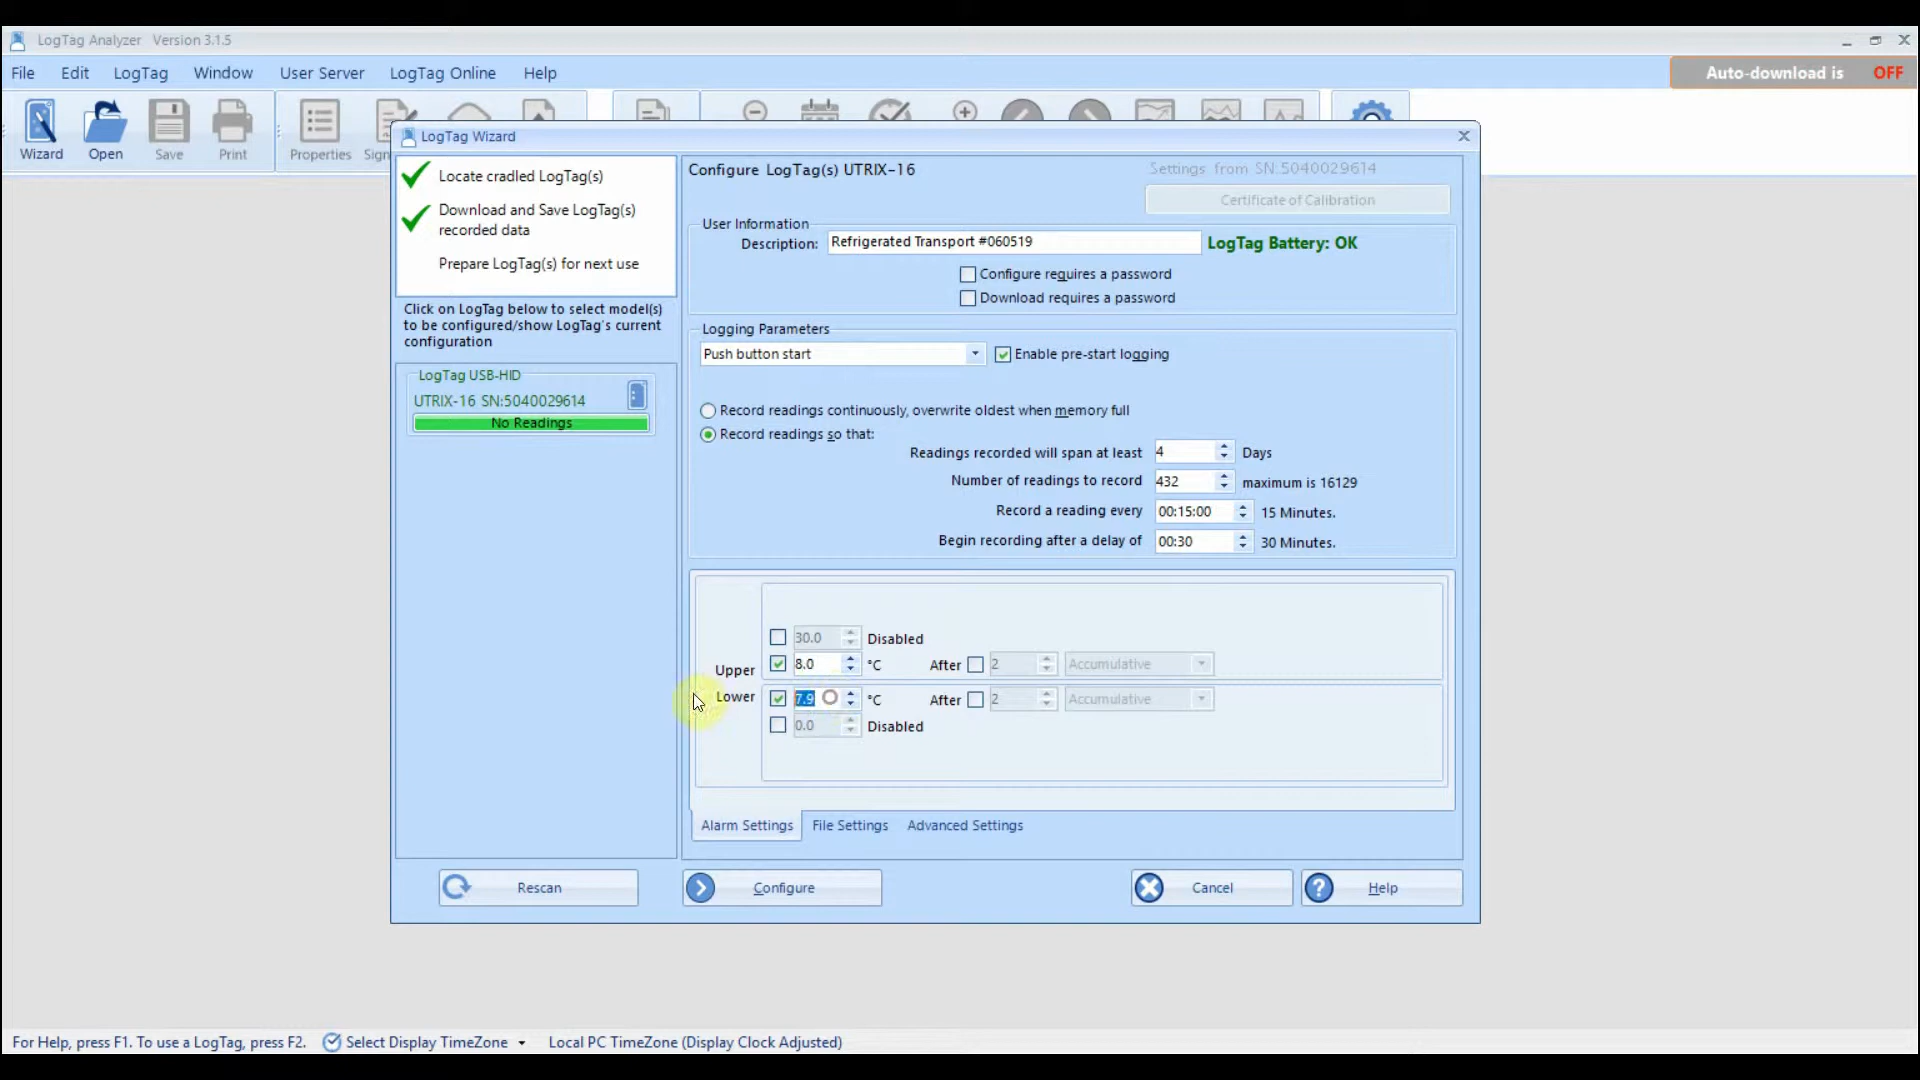 LogTag Analyzer   Version 3.1.5
File   Edit   LogTag   Window   User Server   LogTag Online   Help
Auto-download is   OFF
Wizard   Open   Save   Print   Properties
LogTag Wizard
Locate cradled LogTag(s)
Download and Save LogTag(s)
recorded data
Prepare LogTag(s) for next use
Click on LogTag below to select model(s)
to be configured/show LogTag's current
configuration
LogTag USB-HID
UTRIX-16 SN:5040029614
No Readings
Configure LogTag(s) UTRIX-16
Settings from SN:5040029614
Certificate of Calibration
User Information
Description: Refrigerated Transport #060519   LogTag Battery: OK
Configure requires a password
Download requires a password
Logging Parameters
Push button start   Enable pre-start logging
Record readings continuously, overwrite oldest when memory full
Record readings so that:
Readings recorded will span at least   4   Days
Number of readings to record   432   maximum is 16129
Record a reading every   00:15:00   15 Minutes.
Begin recording after a delay of   00:30   30 Minutes.
30.0   Disabled
Upper   8.0   °C   After   2   Accumulative
Lower   7.9   °C   After   2   Accumulative
0.0   Disabled
Alarm Settings   File Settings   Advanced Settings
Rescan   Configure   Cancel   Help
For Help, press F1. To use a LogTag, press F2.   Select Display TimeZone   Local PC TimeZone (Display Clock Adjusted)